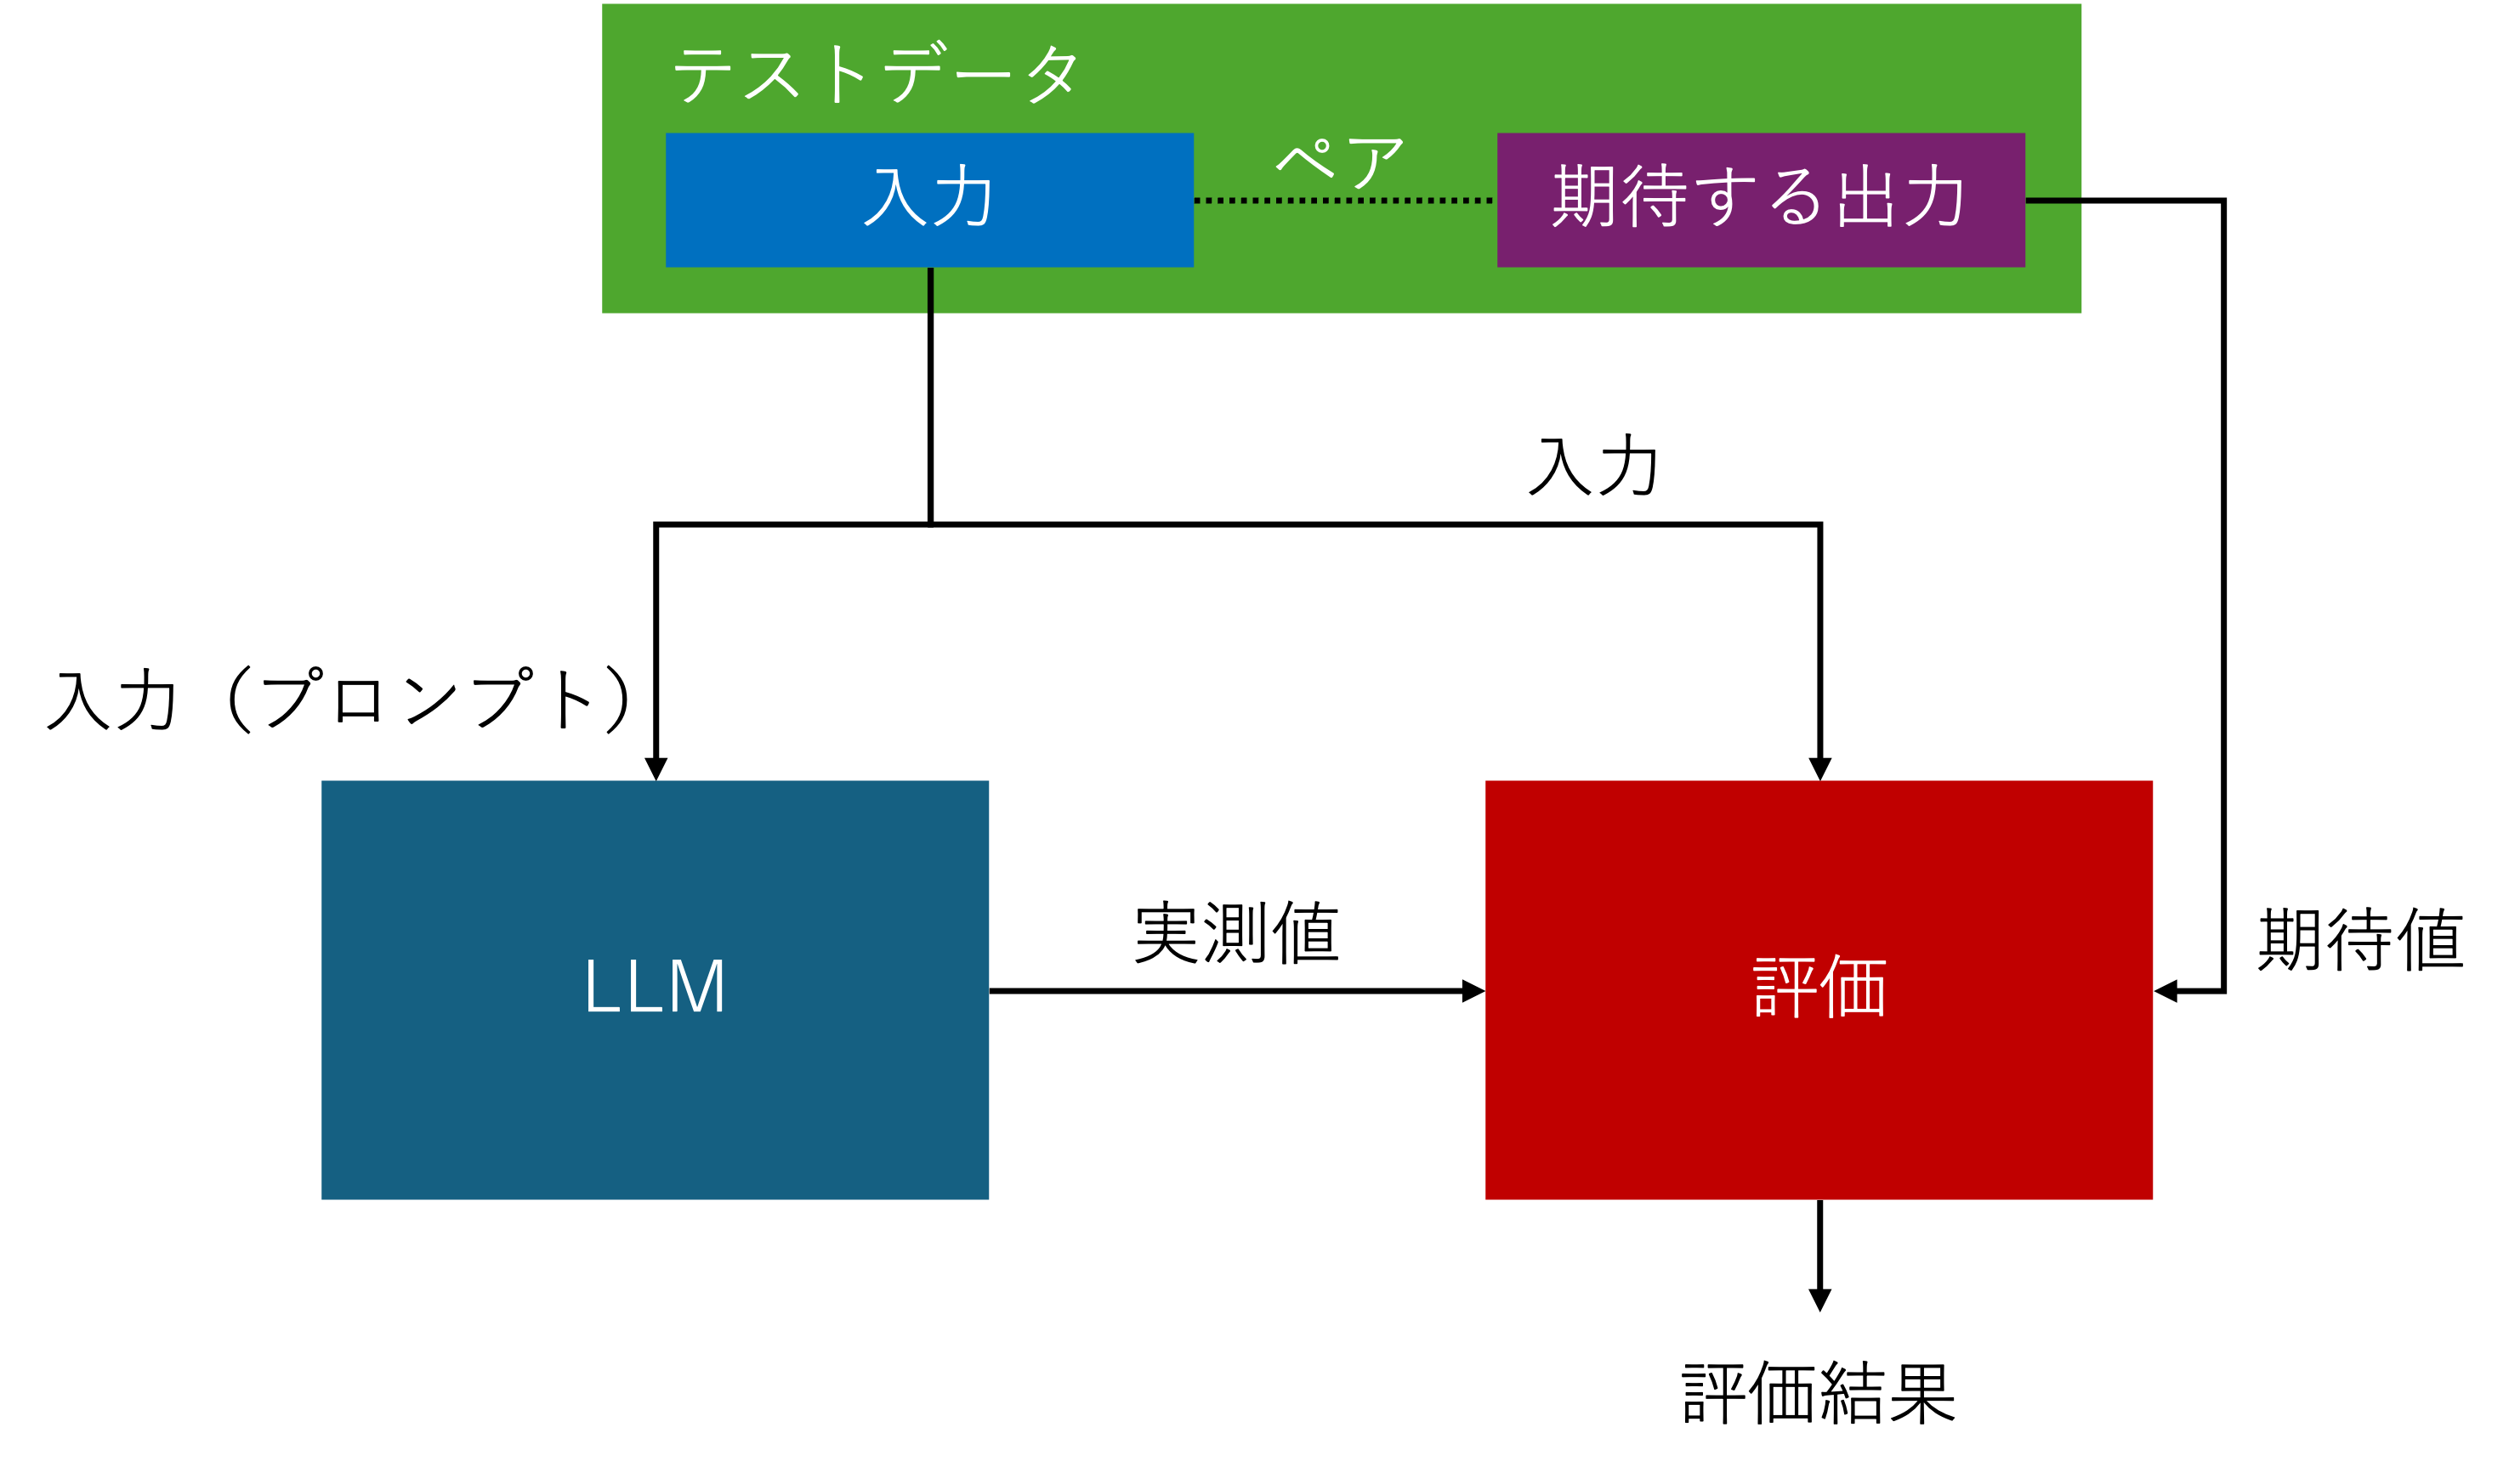 テストデータ
入力
ペア
期待する出力
入力
入力（プロンプト）
LLM
実測値
評価
期待値
評価結果